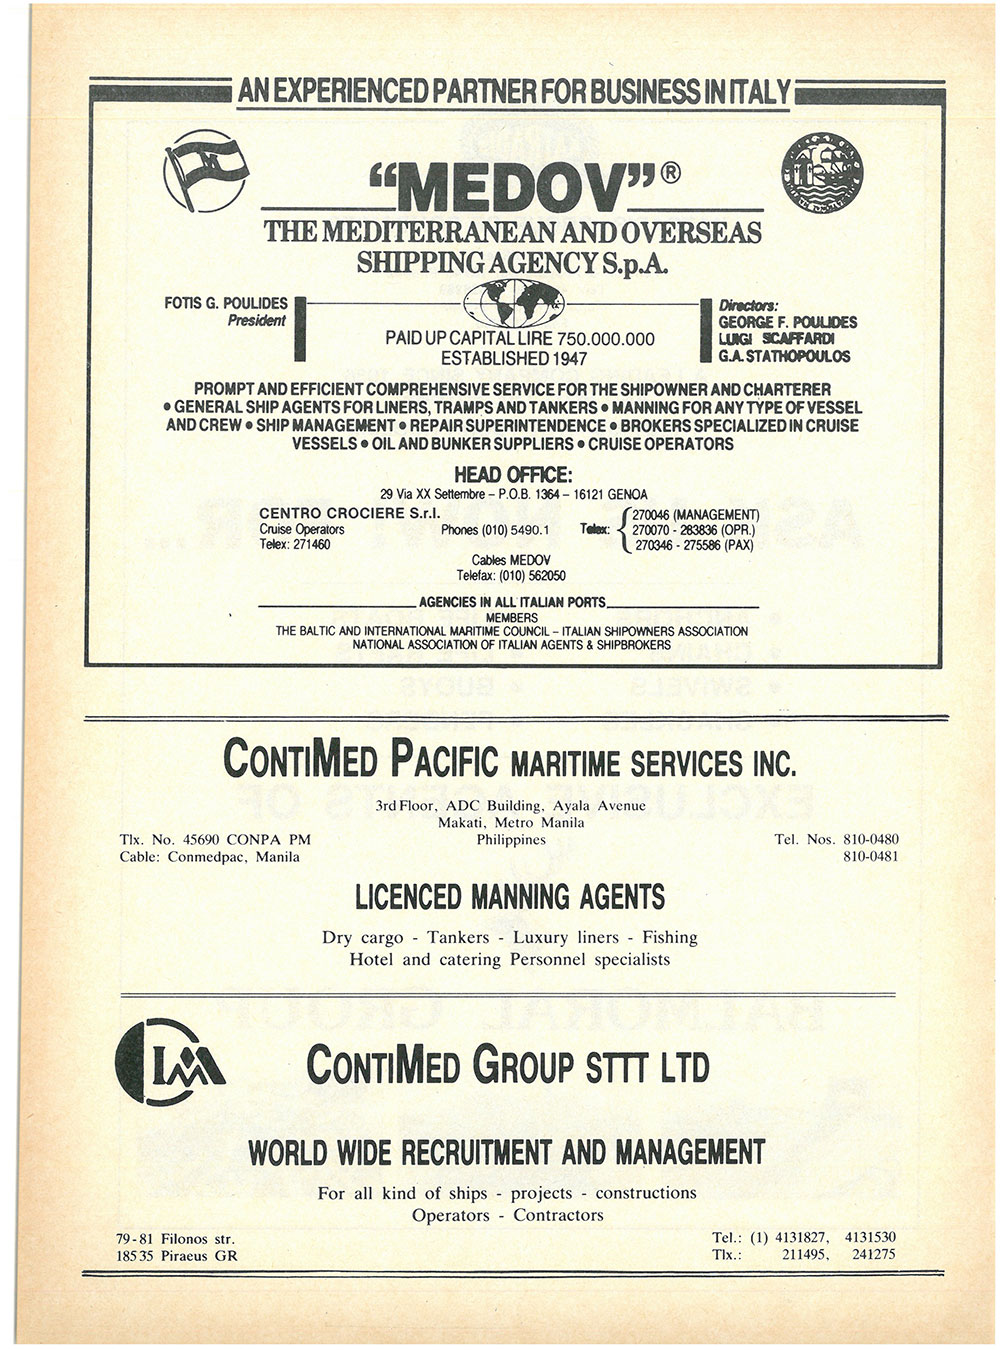 AN EXPERIENCED PARTNER FOR BUSINESS IN ITALY
“MEDOV”®
THE MEDITERRANEAN AND OVERSEAS
SHIPPING AGENCY S.p.A.
FOTIS G. POULIDES
President
Directors:
GEORGE F. POULIDES
LUIGI SCAFFARDI
G.A. STATHOPOULOS
PAID UP CAPITAL LIRE 750.000.000
ESTABLISHED 1947
PROMPT AND EFFICIENT COMPREHENSIVE SERVICE FOR THE SHIPOWNER AND CHARTERER
• GENERAL SHIP AGENTS FOR LINERS, TRAMPS AND TANKERS • MANNING FOR ANY TYPE OF VESSEL
AND CREW • SHIP MANAGEMENT • REPAIR SUPERINTENDENCE • BROKERS SPECIALIZED IN CRUISE
VESSELS • OIL AND BUNKER SUPPLIERS • CRUISE OPERATORS
HEAD OFFICE:
29 Via XX Settembre – P.O.B. 1364 – 16121 GENOA
CENTRO CROCIERE S.r.l.
Cruise Operators
Telex: 271460
Phones (010) 5490.1
Telex:
270046 (MANAGEMENT)
270070 - 283836 (OPR.)
270346 - 275586 (PAX)
Cables MEDOV
Telefax: (010) 562050
AGENCIES IN ALL ITALIAN PORTS
MEMBERS
THE BALTIC AND INTERNATIONAL MARITIME COUNCIL – ITALIAN SHIPOWNERS ASSOCIATION
NATIONAL ASSOCIATION OF ITALIAN AGENTS & SHIPBROKERS
CONTIMED PACIFIC MARITIME SERVICES INC.
3rd Floor, ADC Building, Ayala Avenue
Makati, Metro Manila
Philippines
Tlx. No. 45690 CONPA PM
Cable: Conmedpac, Manila
Tel. Nos. 810-0480
810-0481
LICENCED MANNING AGENTS
Dry cargo - Tankers - Luxury liners - Fishing
Hotel and catering Personnel specialists
CONTIMED GROUP STTT LTD
WORLD WIDE RECRUITMENT AND MANAGEMENT
For all kind of ships - projects - constructions
Operators - Contractors
79-81 Filonos str.
185 35 Piraeus GR
Tel.: (1) 4131827, 4131530
Tlx.: 211495, 241275